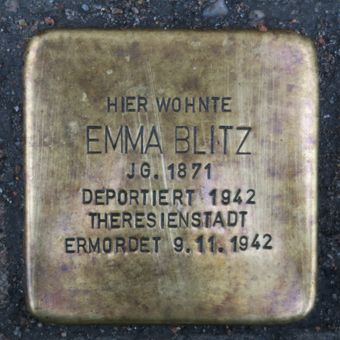 HIER WOHNTE
EMMA BLITZ
JG. 1871
DEPORTIERT 1942
THERESIENSTADT
ERMORDET 9.11.1942